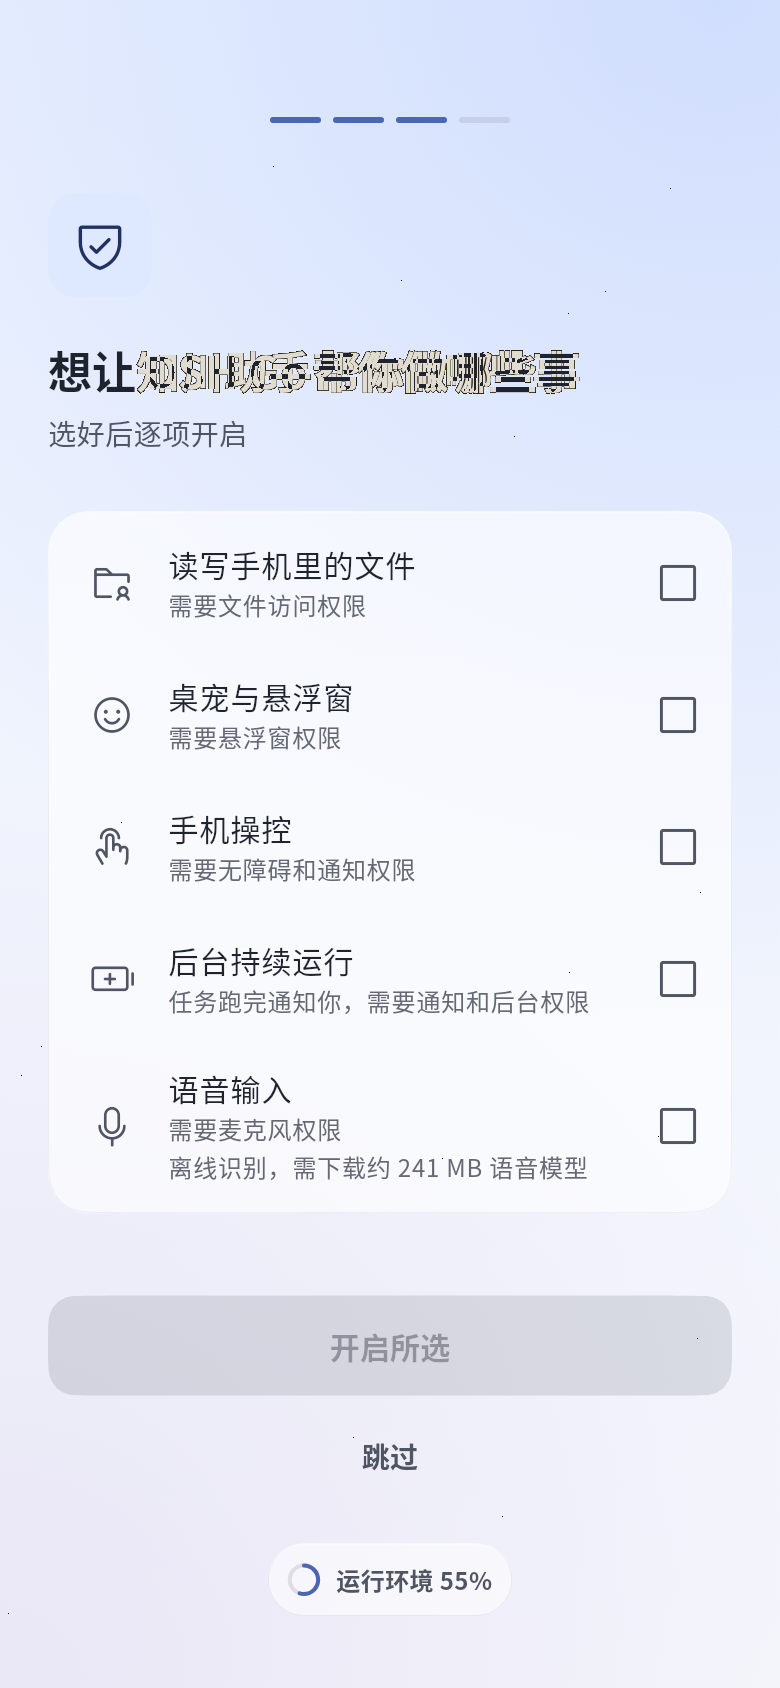 想让
选好后逐项开启
读写手机里的文件
需要文件访问权限
桌宠与悬浮窗
需要悬浮窗权限
手机操控
需要无障碍和通知权限
后台持续运行
任务跑完通知你，需要通知和后台权限
语音输入
需要麦克风权限
离线识别，需下载约 241 MB 语音模型
开启所选
跳过
运行环境 55%